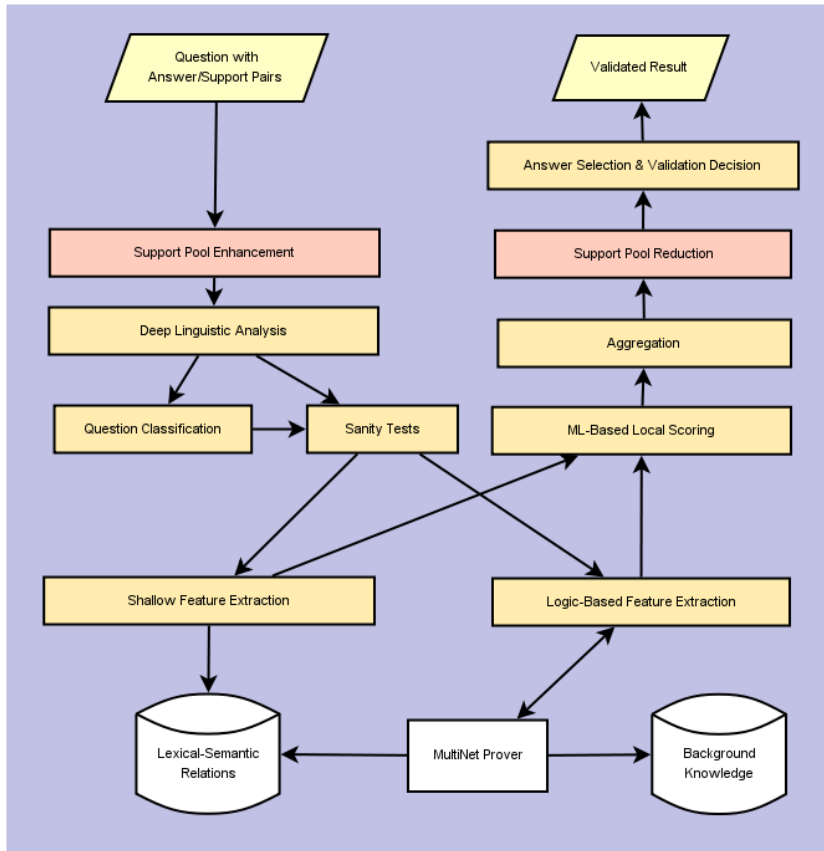 Question with
Answer/Support Pairs
Validated Result
Answer Selection & Validation Decision
Support Pool Enhancement
Support Pool Reduction
Deep Linguistic Analysis
Aggregation
Question Classification
Sanity Tests
ML-Based Local Scoring
Shallow Feature Extraction
Logic-Based Feature Extraction
Lexical-Semantic
Relations
MultiNet Prover
Background
Knowledge